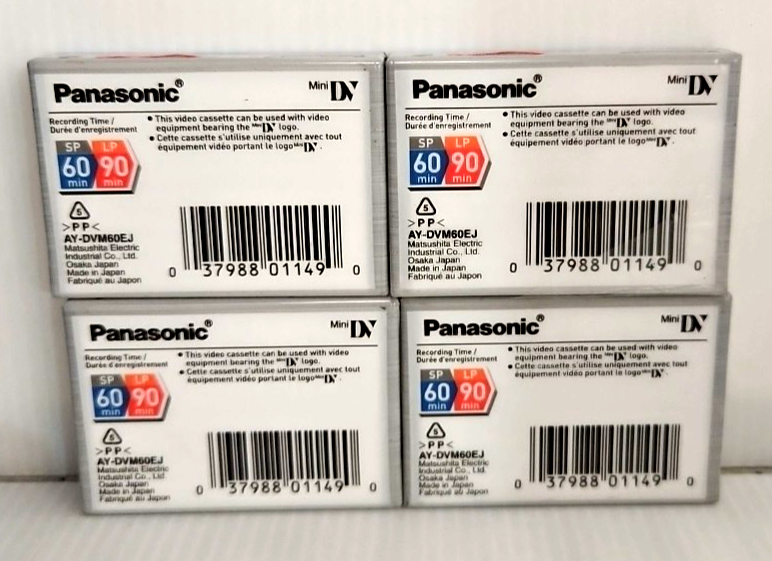 Panasonic®
Mini DV
Recording Time /
Durée d'enregistrement
SP
LP
60
90
min
min
• This video cassette can be used with video
equipment bearing the Mini DV logo.
• Cette cassette s'utilise uniquement avec tout
équipement vidéo portant le logo Mini DV.
5
>PP<
AY-DVM60EJ
Matsushita Electric
Industrial Co., Ltd.
Osaka Japan
Made in Japan
Fabriqué au Japon
0 37988 01149 0
Panasonic®
Mini DV
Recording Time /
Durée d'enregistrement
SP
LP
60
90
min
min
• This video cassette can be used with video
equipment bearing the Mini DV logo.
• Cette cassette s'utilise uniquement avec tout
équipement vidéo portant le logo Mini DV.
5
>PP<
AY-DVM60EJ
Matsushita Electric
Industrial Co., Ltd.
Osaka Japan
Made in Japan
Fabriqué au Japon
0 37988 01149 0
Panasonic®
Mini DV
Recording Time /
Durée d'enregistrement
SP
LP
60
90
min
min
• This video cassette can be used with video
equipment bearing the Mini DV logo.
• Cette cassette s'utilise uniquement avec tout
équipement vidéo portant le logo Mini DV.
5
>PP<
AY-DVM60EJ
Matsushita Electric
Industrial Co., Ltd.
Osaka Japan
Made in Japan
Fabriqué au Japon
0 37988 01149 0
Panasonic®
Mini DV
Recording Time /
Durée d'enregistrement
SP
LP
60
90
min
min
• This video cassette can be used with video
equipment bearing the Mini DV logo.
• Cette cassette s'utilise uniquement avec tout
équipement vidéo portant le logo Mini DV.
5
>PP<
AY-DVM60EJ
Matsushita Electric
Industrial Co., Ltd.
Osaka Japan
Made in Japan
Fabriqué au Japon
0 37988 01149 0